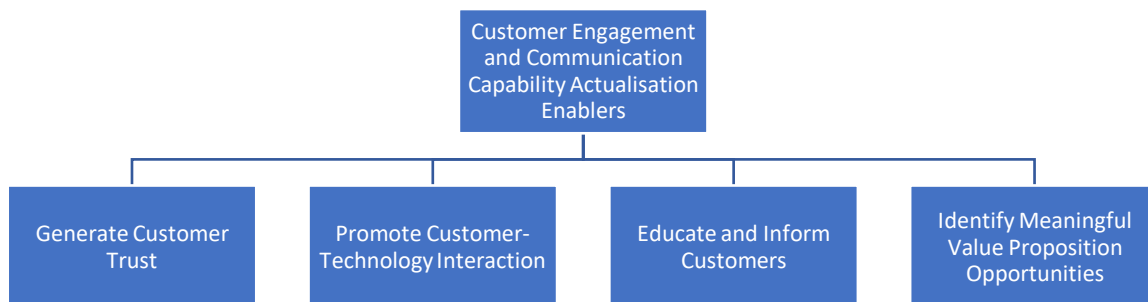 Customer Engagement
and Communication
Capability Actualisation
Enablers
Generate Customer
Trust
Promote Customer-
Technology Interaction
Educate and Inform
Customers
Identify Meaningful
Value Proposition
Opportunities